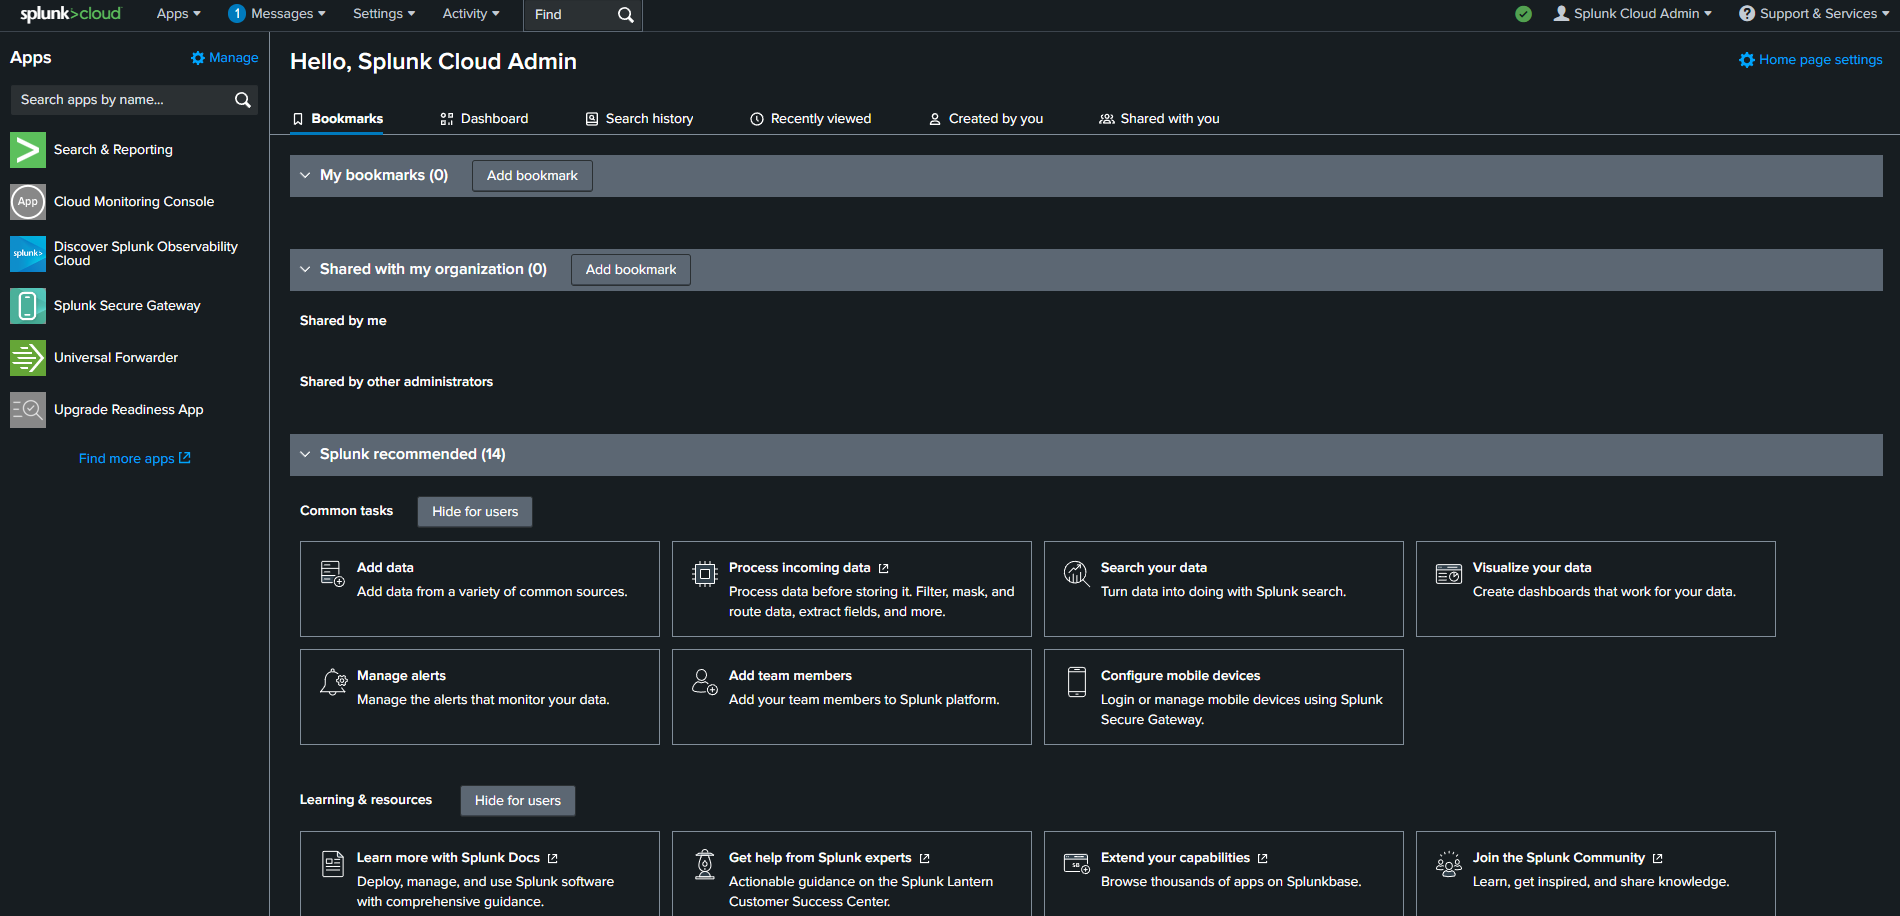 splunk>cloud
Apps
1 Messages
Settings
Activity
Find
Splunk Cloud Admin
Support & Services
Apps
Manage
Search apps by name...
Search & Reporting
App
Cloud Monitoring Console
splunk>
Discover Splunk Observability
Cloud
Splunk Secure Gateway
Universal Forwarder
Upgrade Readiness App
Find more apps
Hello, Splunk Cloud Admin
Home page settings
Bookmarks
Dashboard
Search history
Recently viewed
Created by you
Shared with you
My bookmarks (0)
Add bookmark
Shared with my organization (0)
Add bookmark
Shared by me
Shared by other administrators
Splunk recommended (14)
Common tasks
Hide for users
Add data
Add data from a variety of common sources.
Process incoming data
Process data before storing it. Filter, mask, and
route data, extract fields, and more.
Search your data
Turn data into doing with Splunk search.
Visualize your data
Create dashboards that work for your data.
Manage alerts
Manage the alerts that monitor your data.
Add team members
Add your team members to Splunk platform.
Configure mobile devices
Login or manage mobile devices using Splunk
Secure Gateway.
Learning & resources
Hide for users
Learn more with Splunk Docs
Deploy, manage, and use Splunk software
with comprehensive guidance.
Get help from Splunk experts
Actionable guidance on the Splunk Lantern
Customer Success Center.
SB
Extend your capabilities
Browse thousands of apps on Splunkbase.
Join the Splunk Community
Learn, get inspired, and share knowledge.